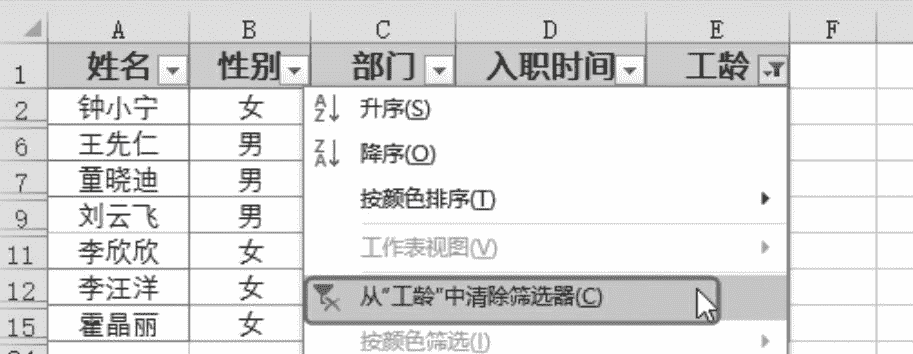 A B C D E F
1 姓名 性别 部门 入职时间 工龄
2 钟小宁 女
6 王先仁 男
7 童晓迪 男
9 刘云飞 男
11 李欣欣 女
12 李汪洋 女
15 霍晶丽 女
升序(S)
降序(O)
按颜色排序(T)
工作表视图(V)
从"工龄"中清除筛选器(C)
按颜色筛选(I)